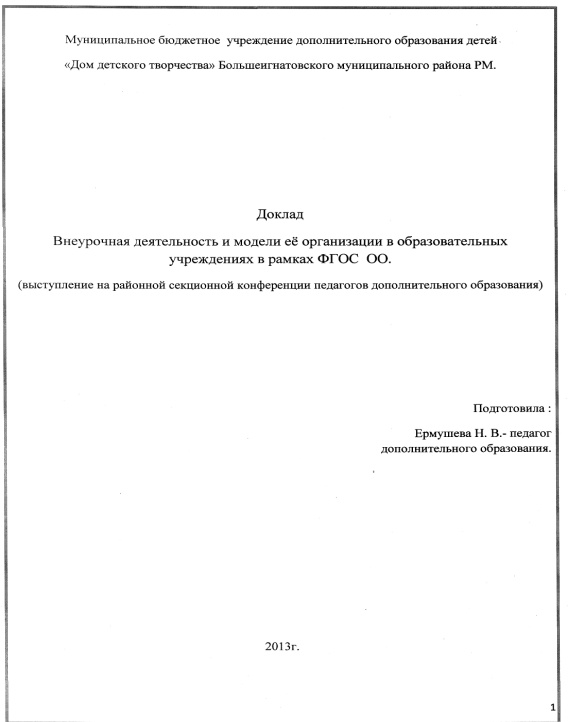 Муниципальное бюджетное учреждение дополнительного образования детей
«Дом детского творчества» Большеигнатовского муниципального района РМ.
Доклад
Внеурочная деятельность и модели её организации в образовательных
учреждениях в рамках ФГОС ОО.
(выступление на районной секционной конференции педагогов дополнительного образования)
Подготовила :
Ермушева Н. В.- педагог
дополнительного образования.
2013г.
1